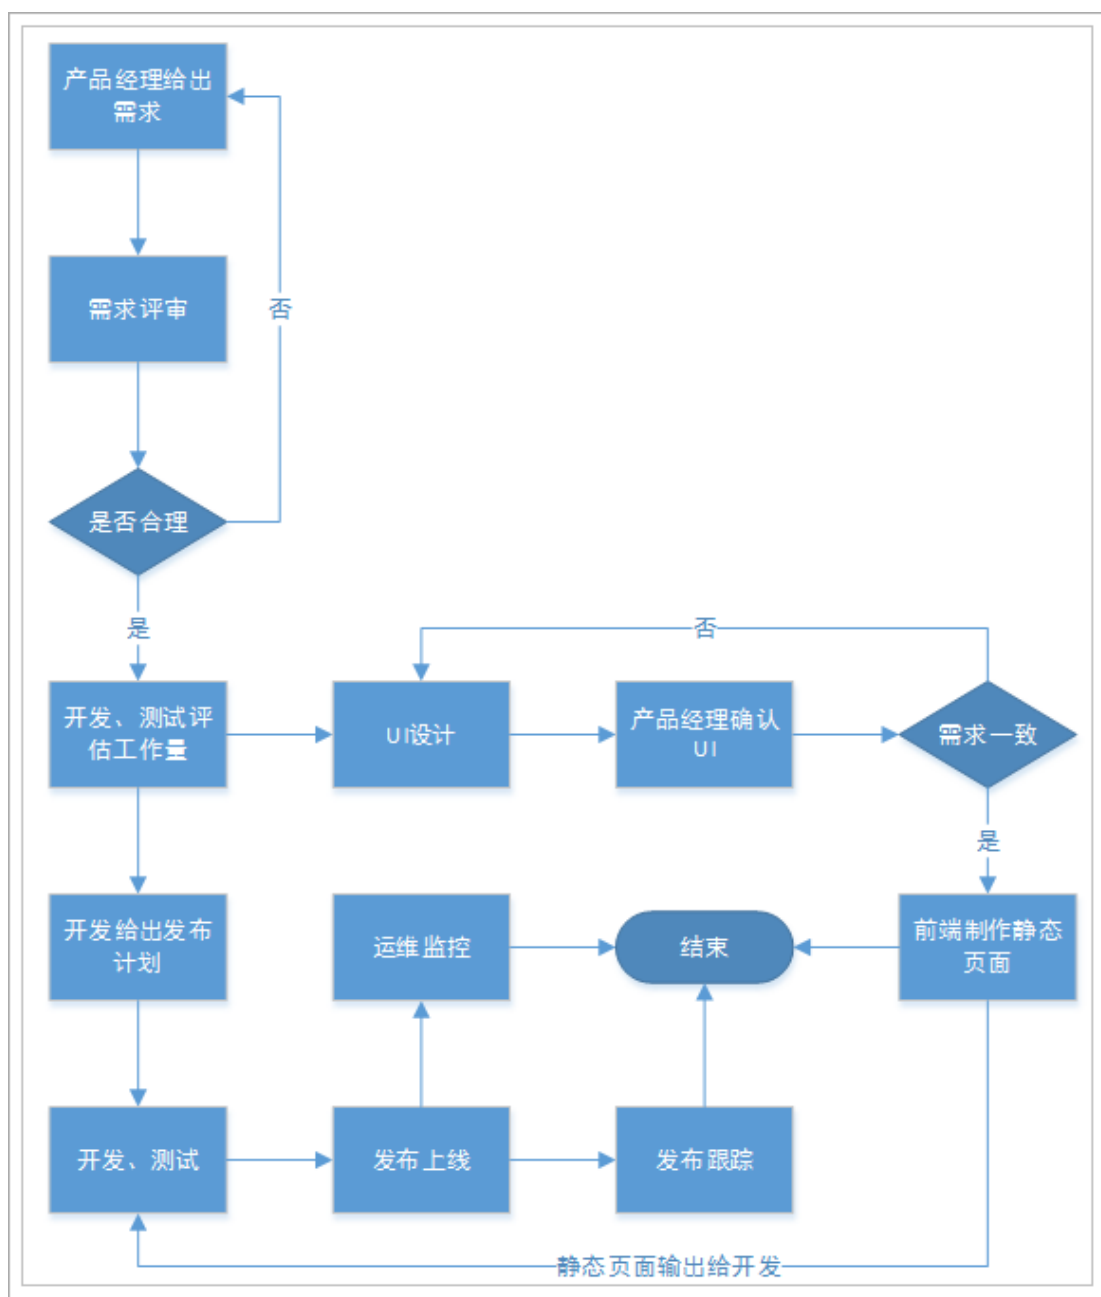 产品经理给出
需求
需求评审
否
是否合理
是
否
开发、测试评
估工作量
UI设计
产品经理确认
UI
需求一致
是
开发给出发布
计划
运维监控
结束
前端制作静态
页面
开发、测试
发布上线
发布跟踪
静态页面输出给开发